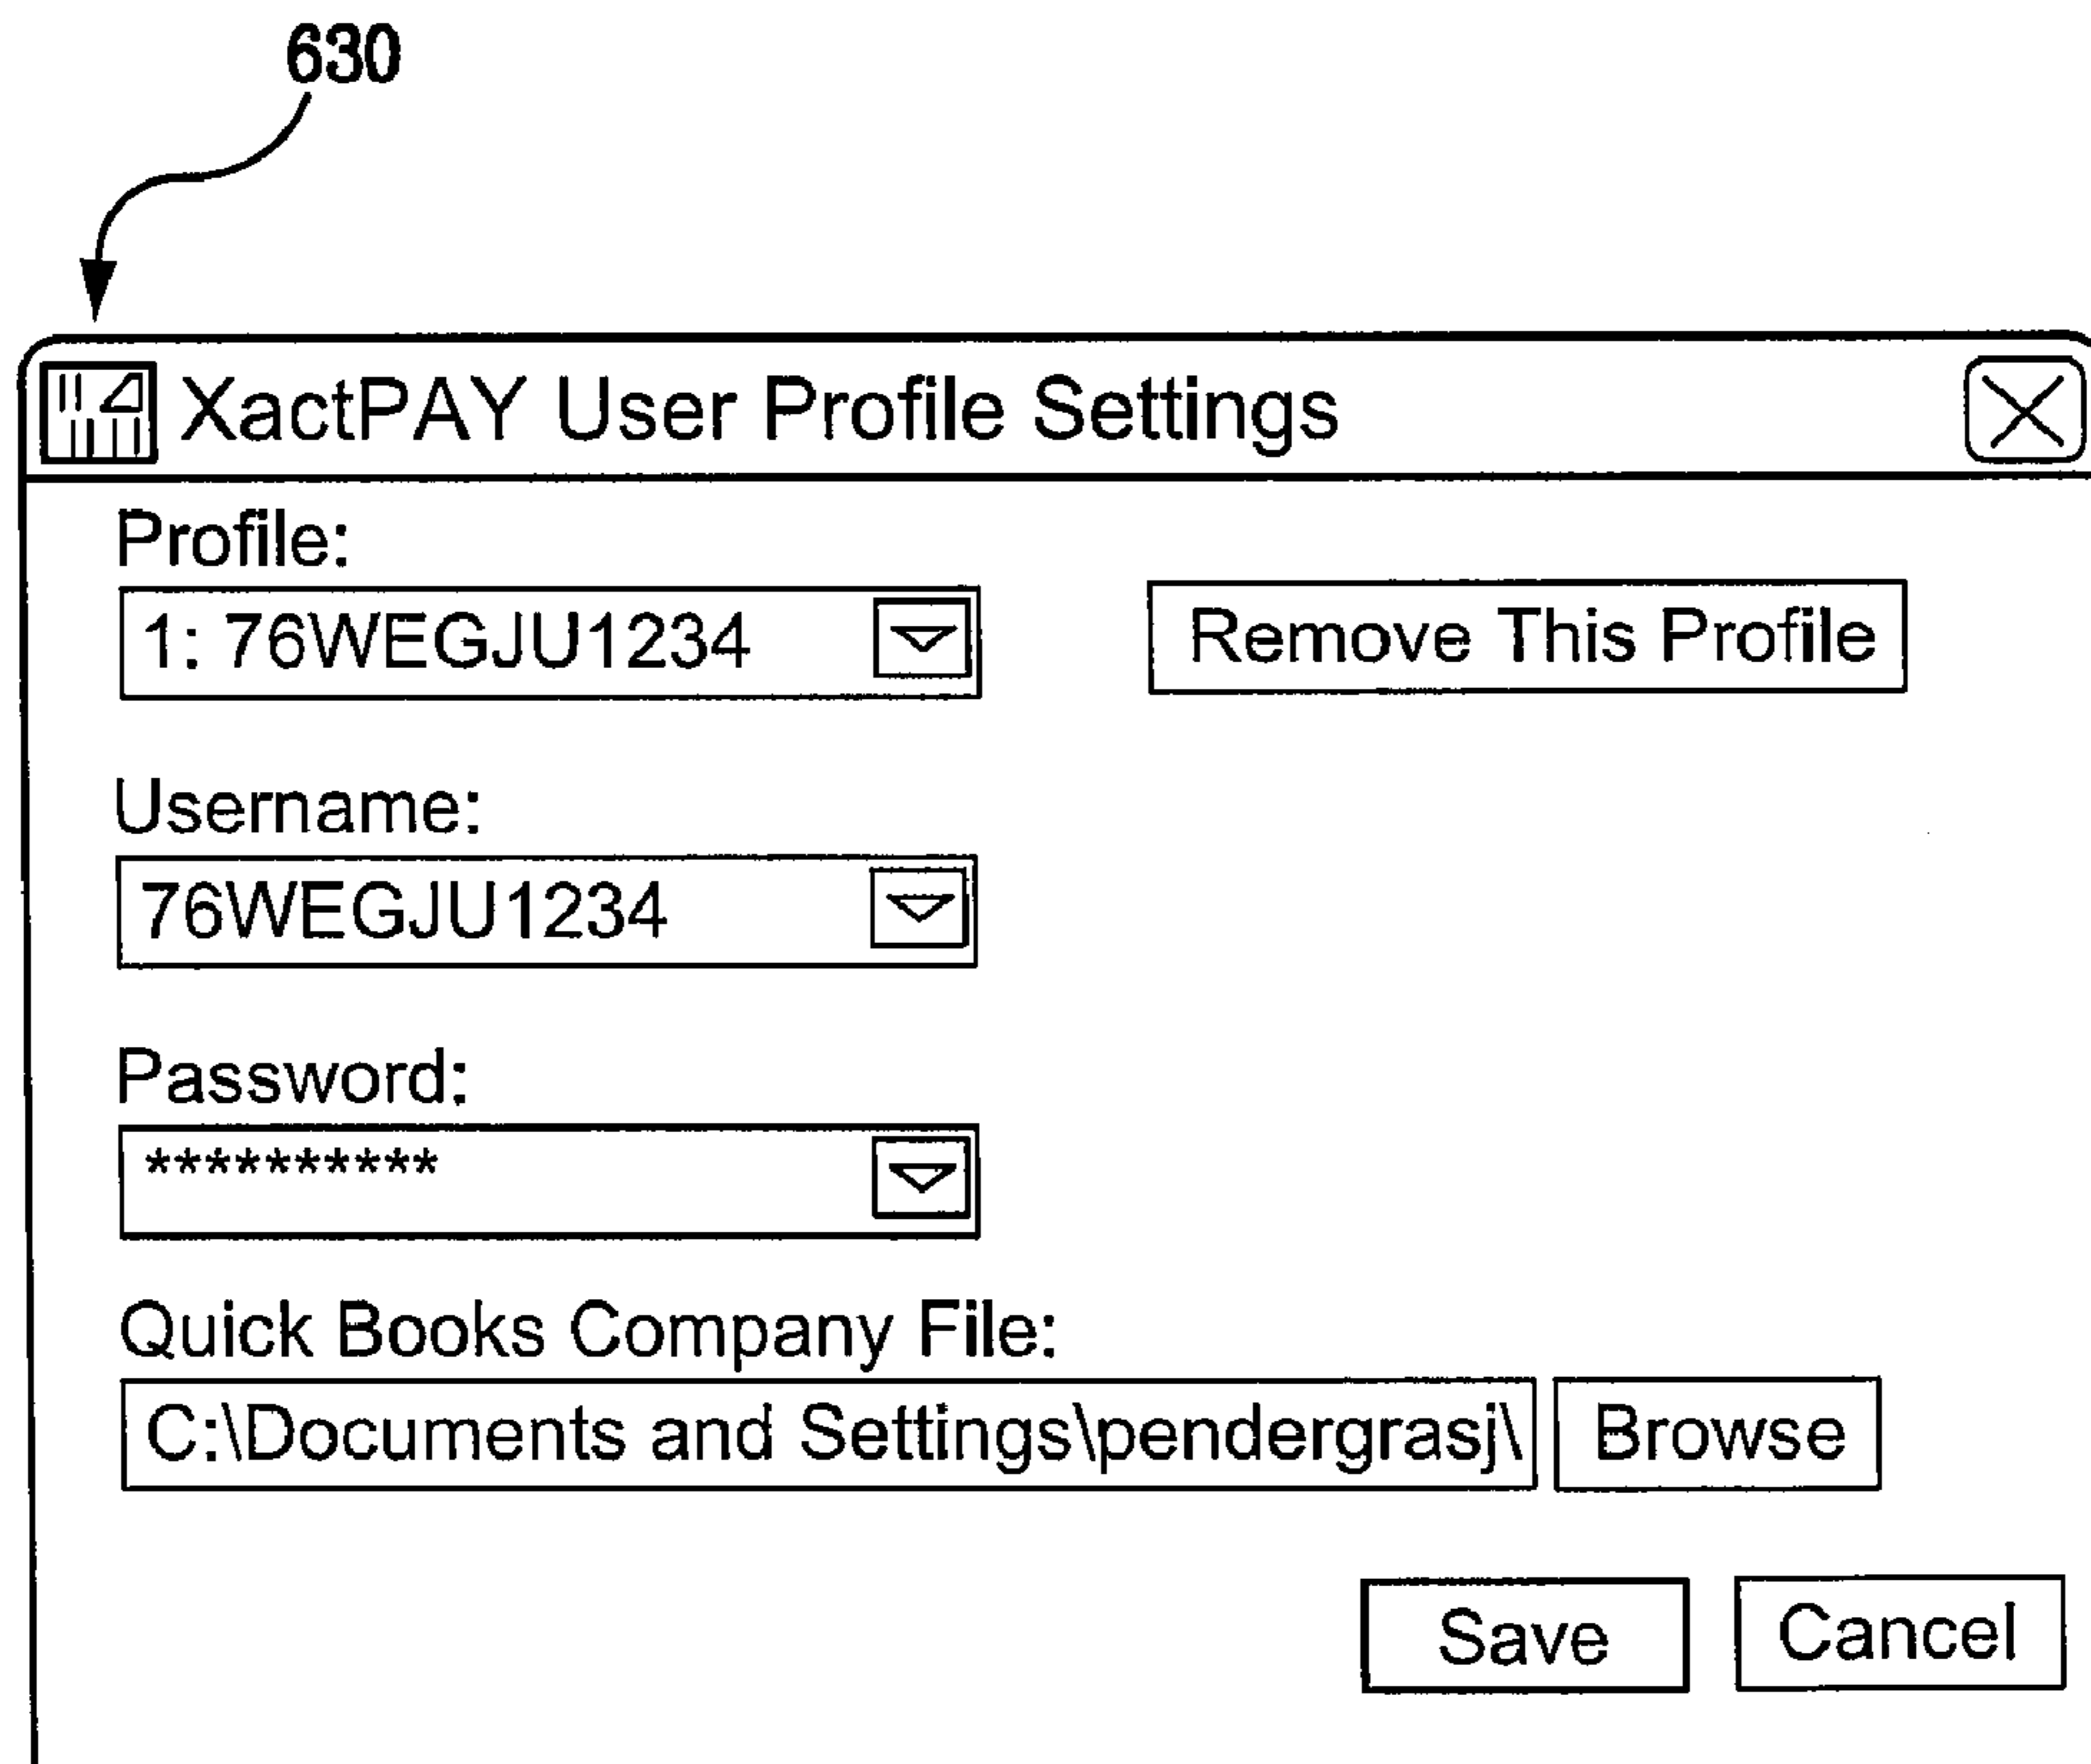 630
XactPAY User Profile Settings
Profile:
1: 76WEGJU1234
Remove This Profile
Username:
76WEGJU1234
Password:
**********
Quick Books Company File:
C:\Documents and Settings\pendergrasj\ Browse
Save Cancel